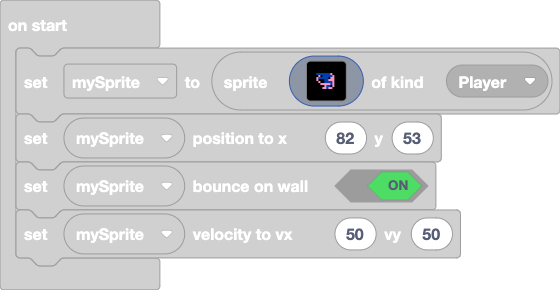 on start
set mySprite to sprite of kind Player
set mySprite position to x 82 y 53
set mySprite bounce on wall ON
set mySprite velocity to vx 50 vy 50